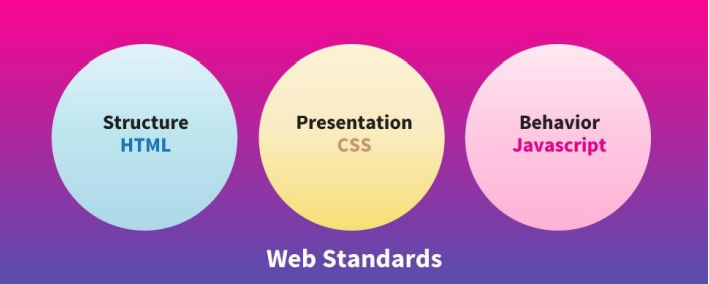 Structure
HTML
Presentation
CSS
Behavior
Javascript
Web Standards